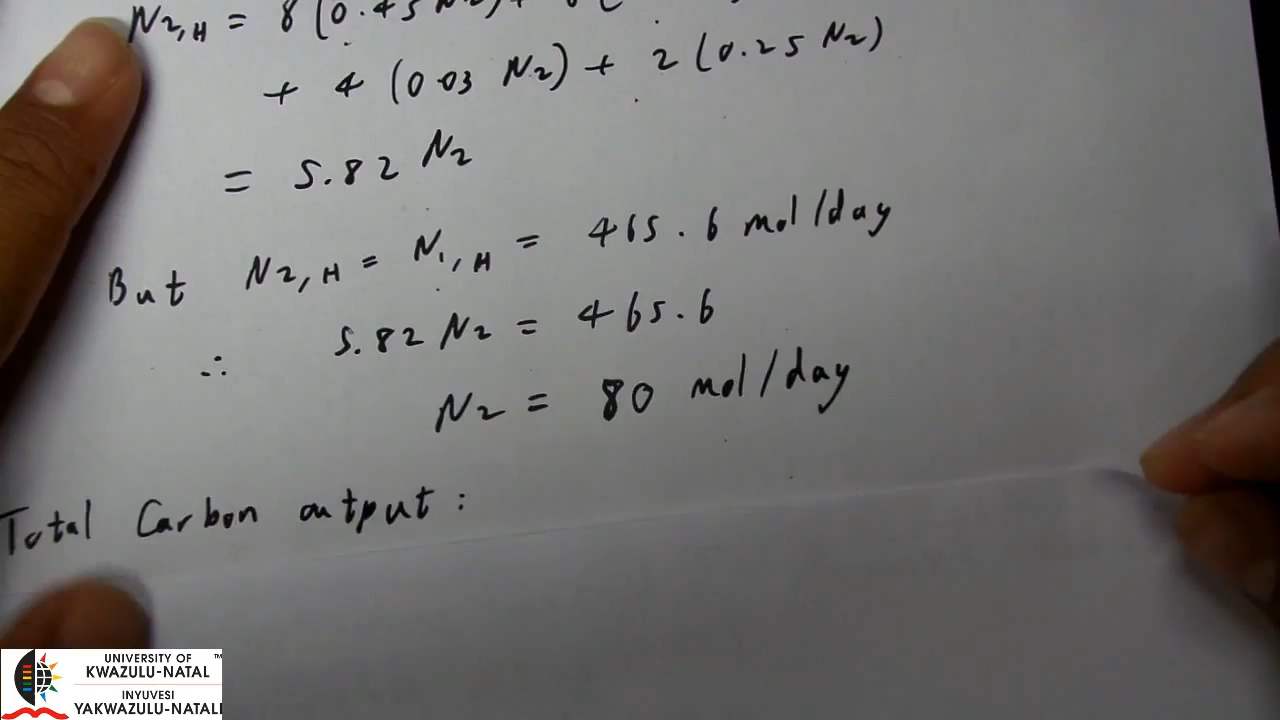 N2,H = 8(0.45 N2) +
+ 4 (0.03 N2) + 2 (0.25 N2)
= 5.82 N2
But N2,H = N1,H = 465.6 mol/day
∴ 5.82 N2 = 465.6
N2 = 80 mol/day
Total Carbon output:
UNIVERSITY OF ™
KWAZULU-NATAL
INYUVESI
YAKWAZULU-NATALI